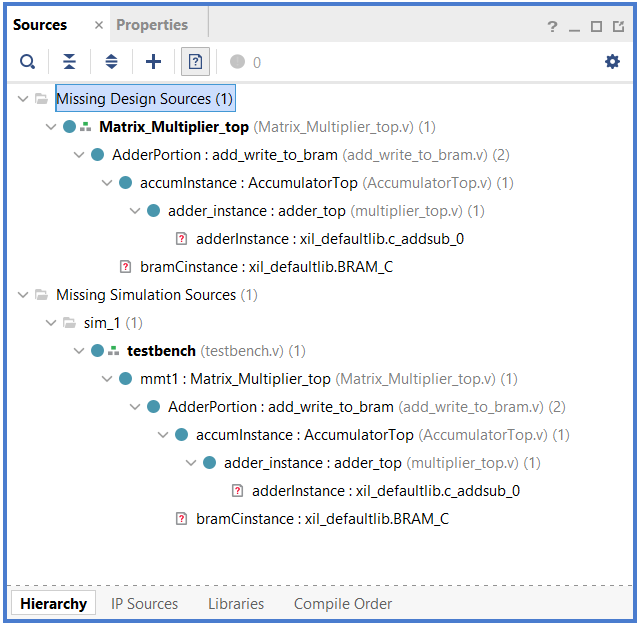 Sources × Properties ? _
0
Missing Design Sources (1)
Matrix_Multiplier_top (Matrix_Multiplier_top.v) (1)
AdderPortion : add_write_to_bram (add_write_to_bram.v) (2)
accumInstance : AccumulatorTop (AccumulatorTop.v) (1)
adder_instance : adder_top (multiplier_top.v) (1)
? adderInstance : xil_defaultlib.c_addsub_0
? bramCinstance : xil_defaultlib.BRAM_C
Missing Simulation Sources (1)
sim_1 (1)
testbench (testbench.v) (1)
mmt1 : Matrix_Multiplier_top (Matrix_Multiplier_top.v) (1)
AdderPortion : add_write_to_bram (add_write_to_bram.v) (2)
accumInstance : AccumulatorTop (AccumulatorTop.v) (1)
adder_instance : adder_top (multiplier_top.v) (1)
? adderInstance : xil_defaultlib.c_addsub_0
? bramCinstance : xil_defaultlib.BRAM_C
Hierarchy IP Sources Libraries Compile Order